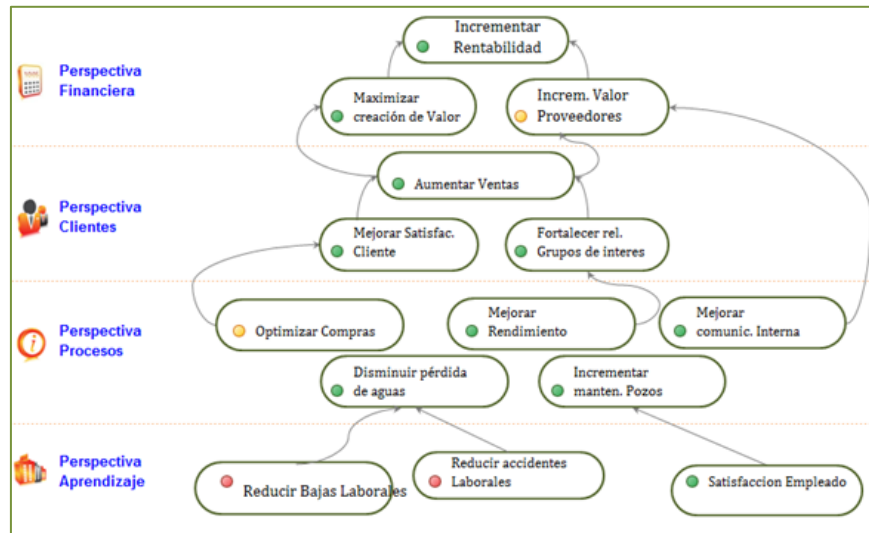 Perspectiva
Financiera
Incrementar
Rentabilidad
Maximizar
creación de Valor
Increm. Valor
Proveedores
Perspectiva
Clientes
Aumentar Ventas
Mejorar Satisfac.
Cliente
Fortalecer rel.
Grupos de interes
Perspectiva
Procesos
Optimizar Compras
Mejorar
Rendimiento
Mejorar
comunic. Interna
Disminuir pérdida
de aguas
Incrementar
manten. Pozos
Perspectiva
Aprendizaje
Reducir Bajas Laborales
Reducir accidentes
Laborales
Satisfaccion Empleado